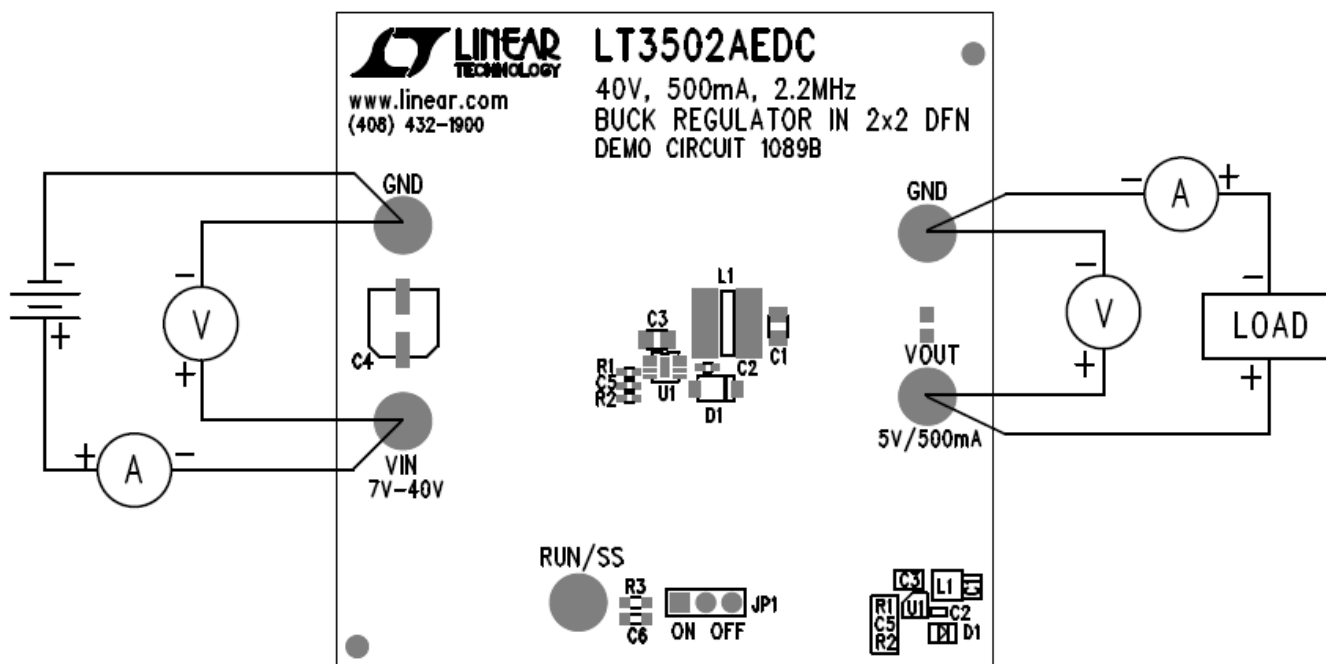 LINEAR
TECHNOLOGY
www.linear.com
(408) 432-1900
LT3502AEDC
40V, 500mA, 2.2MHz
BUCK REGULATOR IN 2x2 DFN
DEMO CIRCUIT 1089B
GND
GND
- A +
-
-
-
-
L1
V
C3
V
LOAD
+
C4
C1
VOUT
+
R1
C5
R2
U1
C2
D1
+
+
5V/500mA
+ A -
VIN
7V-40V
RUN/SS
R3
C6
JP1
ON OFF
C3
L1
C1
R1
C5
R2
U1
C2
D1